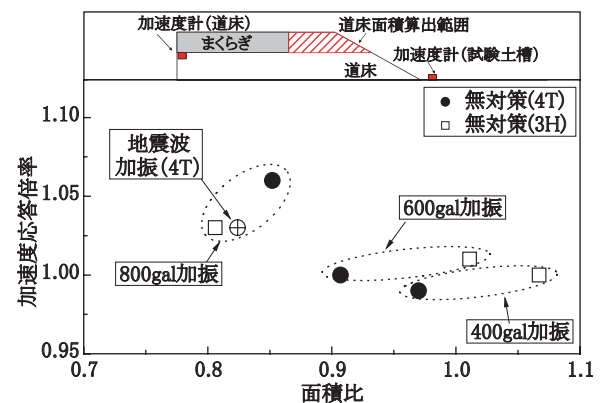 加速度計(道床)
道床面積算出範囲
まくらぎ
加速度計(試験土槽)
道床
無対策(4T)
無対策(3H)
地震波
加振(4T)
600gal加振
800gal加振
400gal加振
加速度応答倍率
1.10
1.05
1.00
0.95
0.7 0.8 0.9 1.0 1.1
面積比